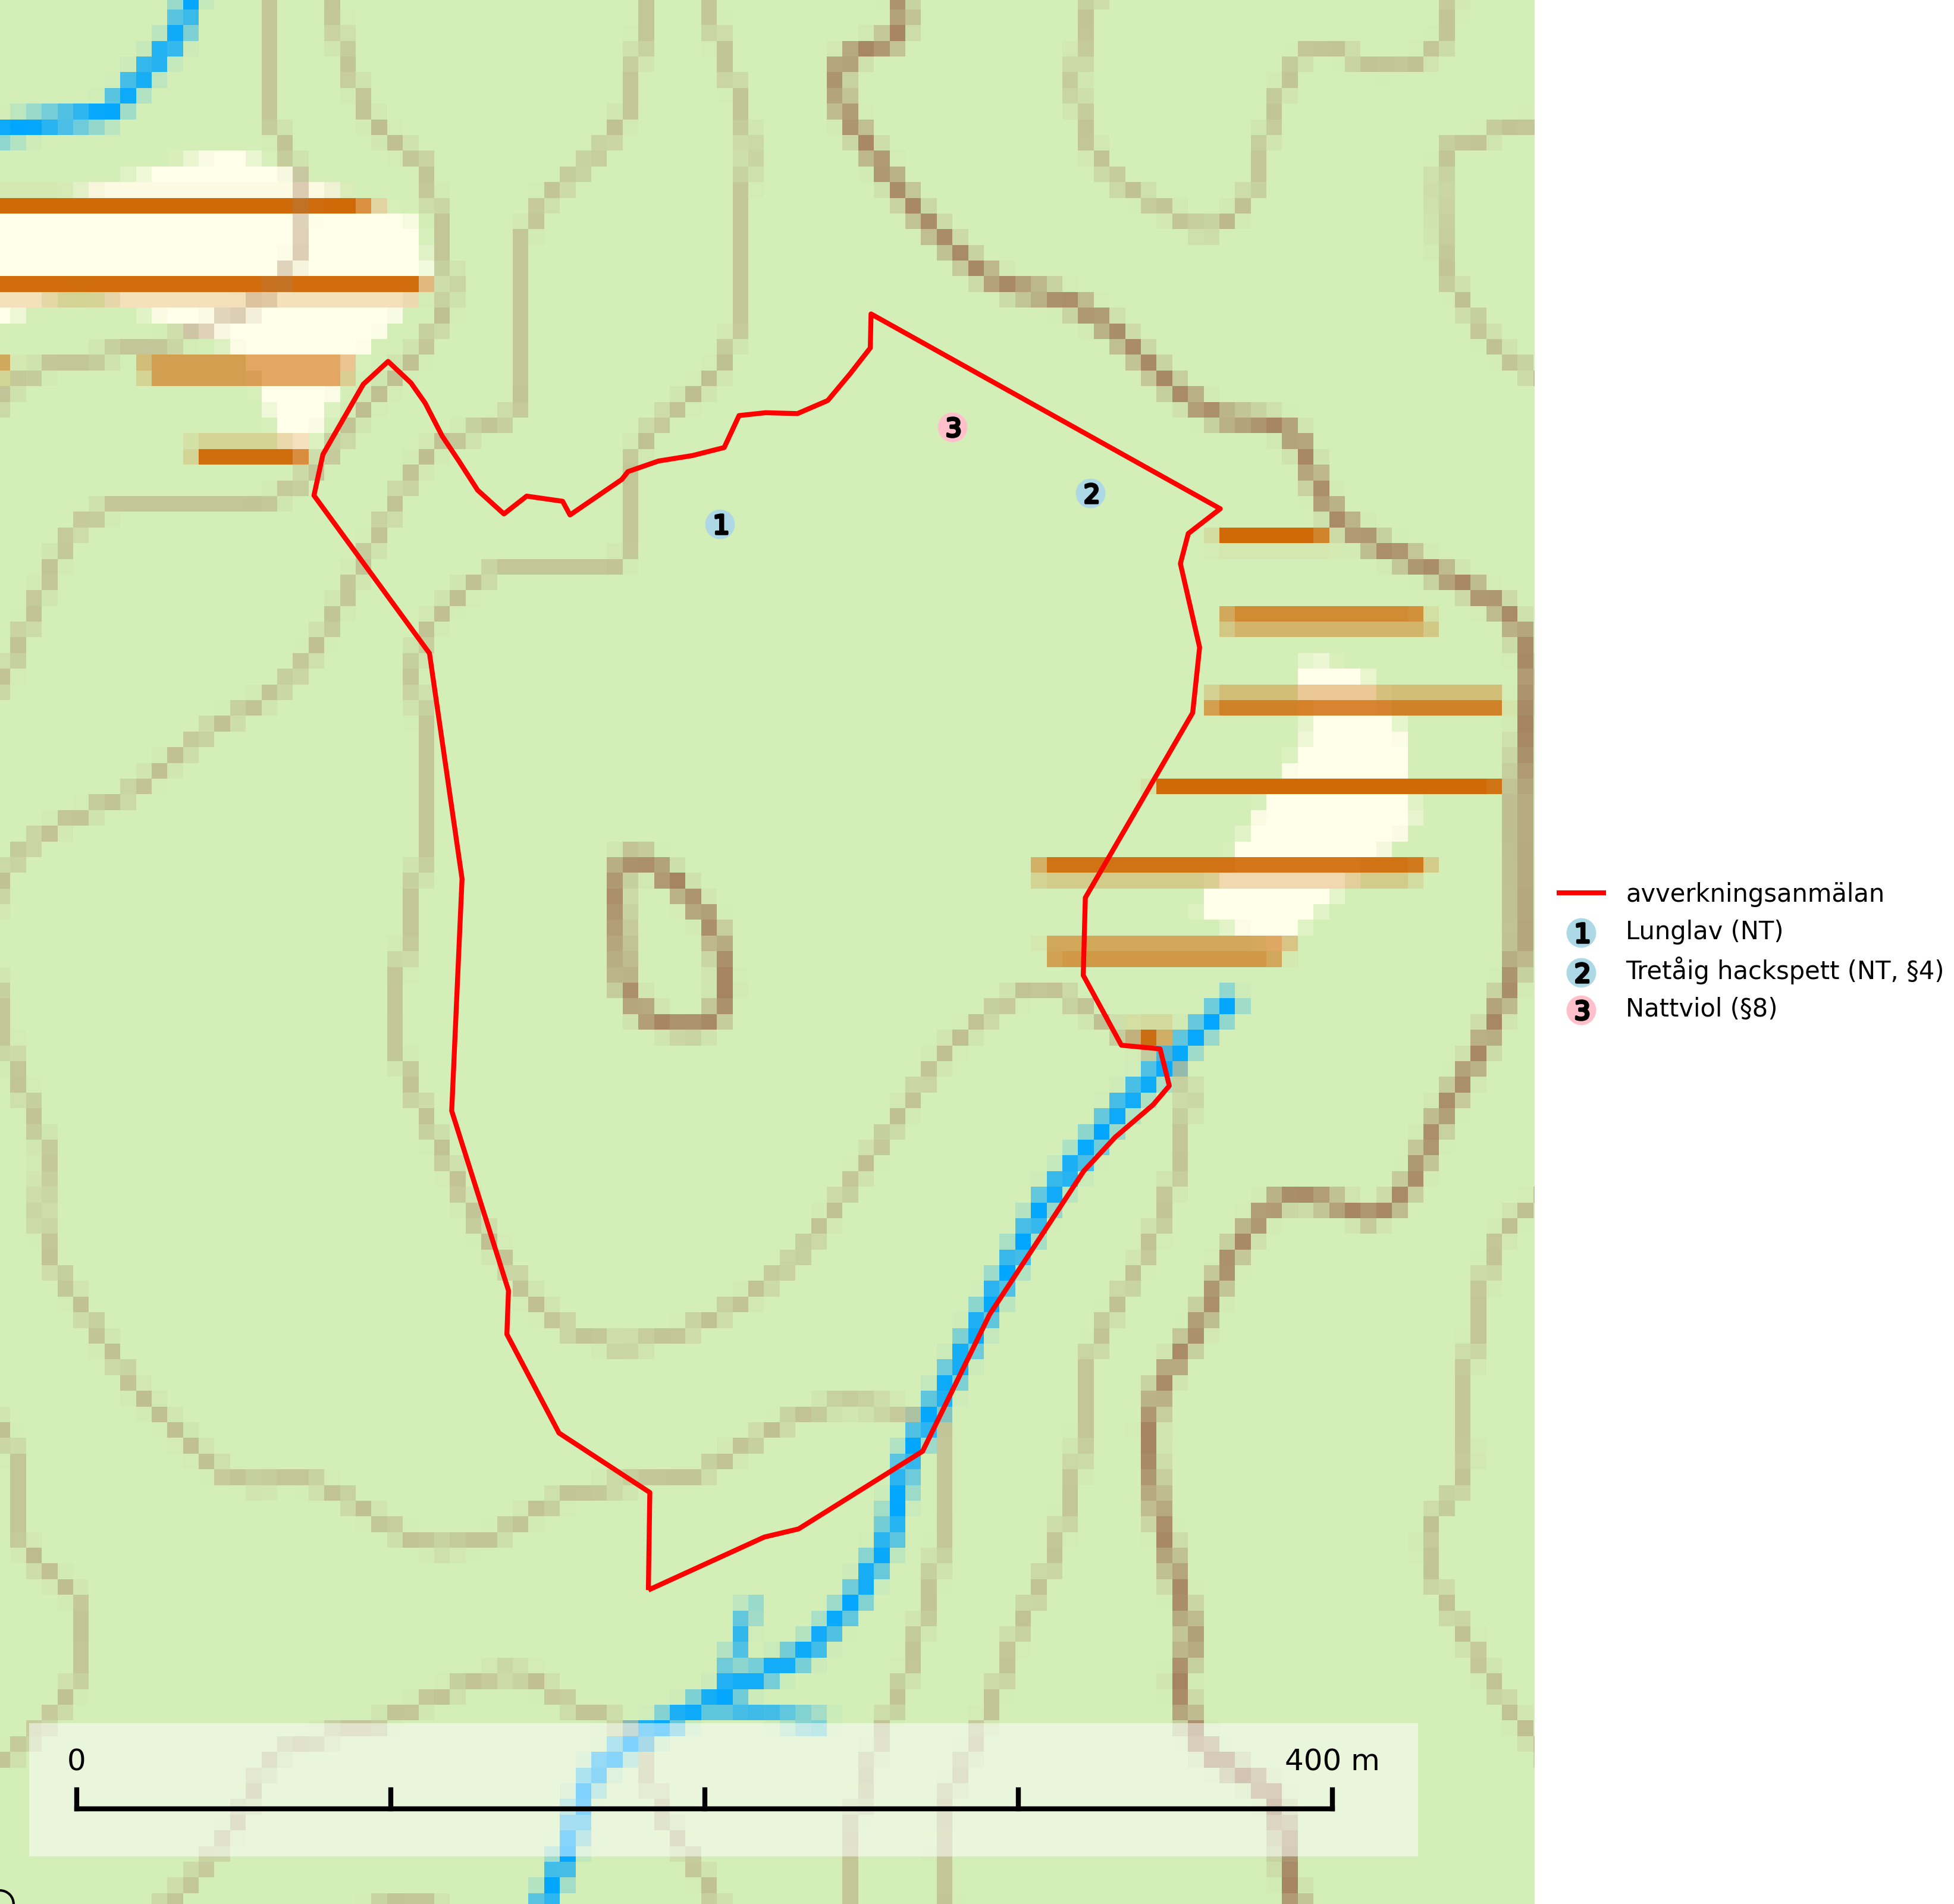 3
2
1
avverkningsanmälan
1 Lunglav (NT)
2 Tretåig hackspett (NT, §4)
3 Nattviol (§8)
0 400 m